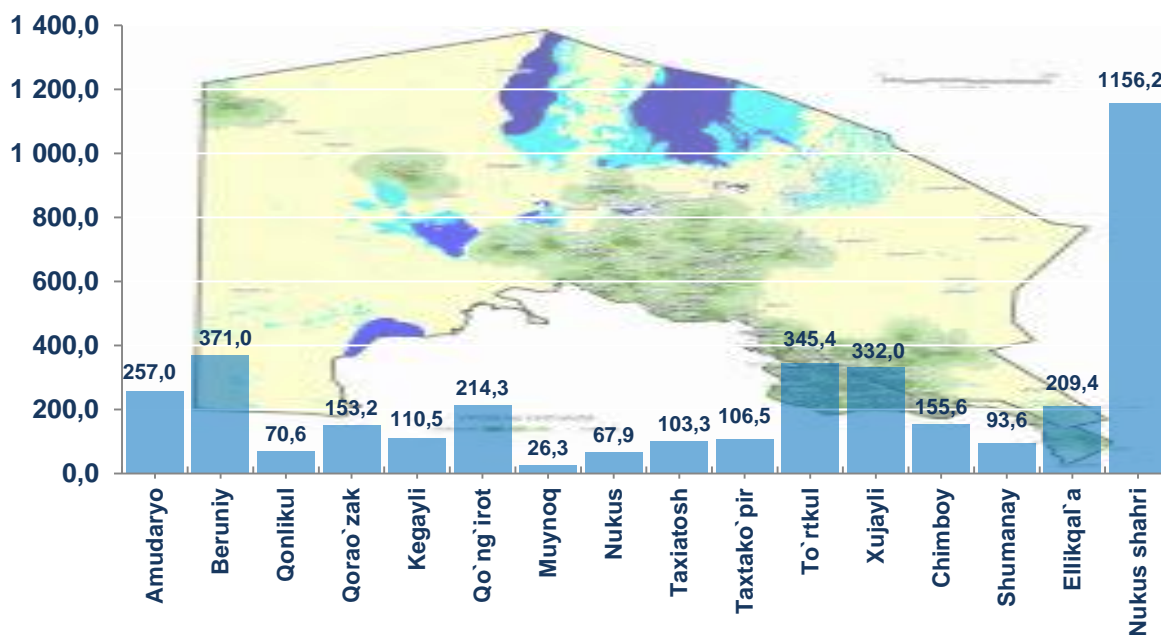 1 400,0
1 200,0
1 000,0
800,0
600,0
400,0
200,0
0,0
257,0
371,0
70,6
153,2
110,5
214,3
26,3
67,9
103,3
106,5
345,4
332,0
155,6
93,6
209,4
1156,2
Amudaryo
Beruniy
Qonlikul
Qorao`zak
Kegayli
Qo`ng`irot
Muynoq
Nukus
Taxiatosh
Taxtako`pir
To`rtkul
Xujayli
Chimboy
Shumanay
Ellikqal`a
Nukus shahri